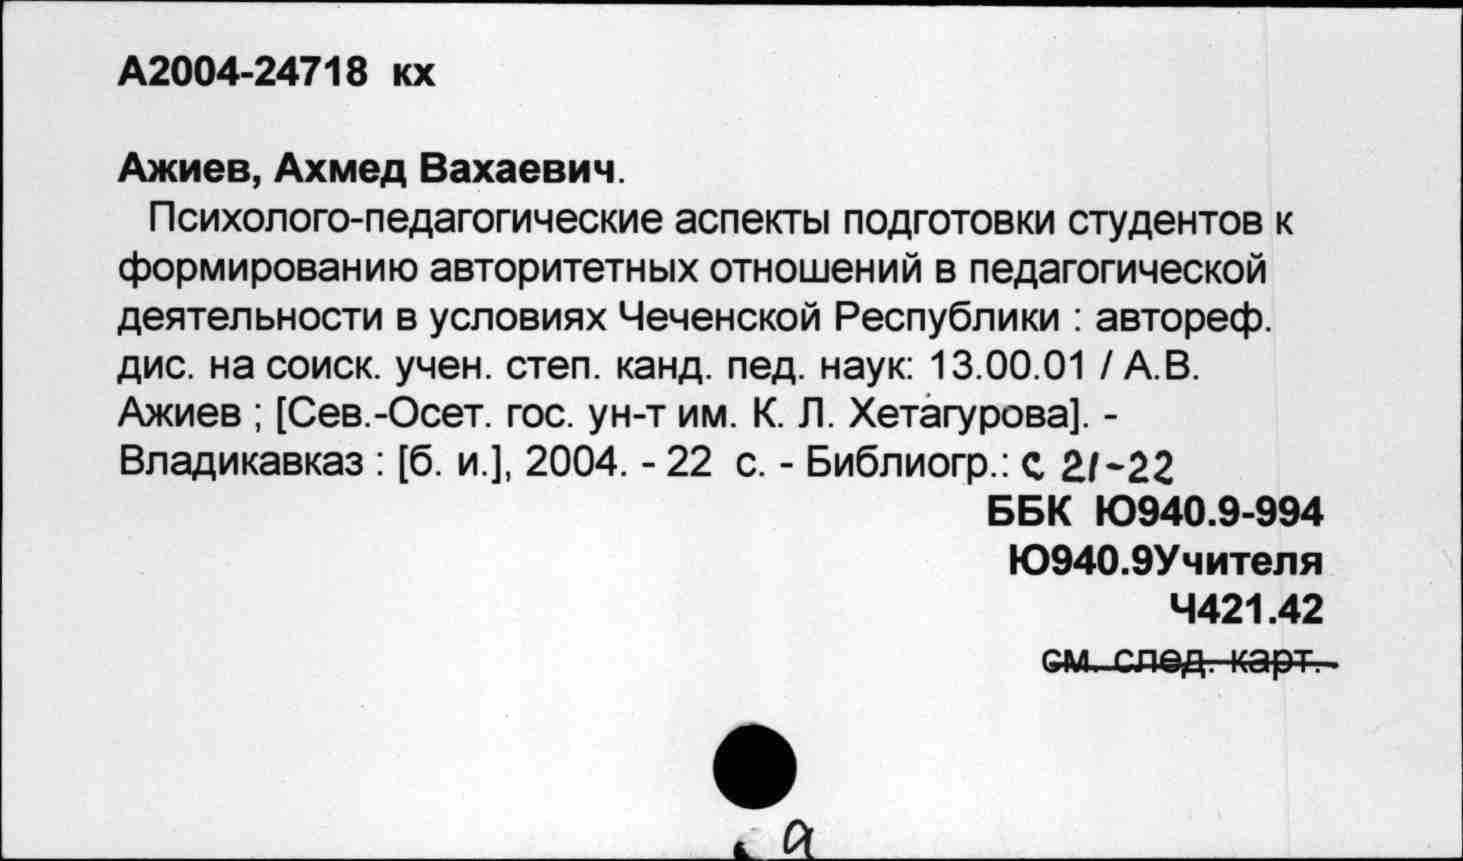 А2004-24718 кх
Ажиев, Ахмед Вахаевич.
Психолого-педагогические аспекты подготовки студентов к
формированию авторитетных отношений в педагогической
деятельности в условиях Чеченской Республики : автореф.
дис. на соиск. учен. степ. канд. пед. наук: 13.00.01 / А.В.
Ажиев ; [Сев.-Осет. гос. ун-т им. К. Л. Хетагурова]. -
Владикавказ : [б. и.], 2004. - 22 с. - Библиогр.: с 21-22
ББК Ю940.9-994
Ю940.9Учителя
Ч421.42
см. след. карт.
а